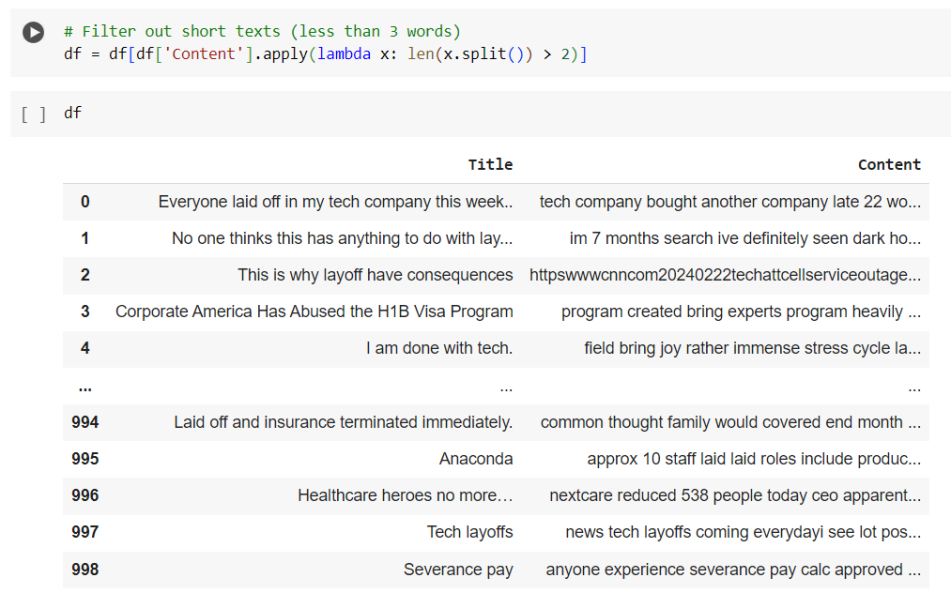 # Filter out short texts (less than 3 words)
df = df[df['Content'].apply(lambda x: len(x.split()) > 2)]
[ ] df
Title Content
0 Everyone laid off in my tech company this week.. tech company bought another company late 22 wo...
1 No one thinks this has anything to do with lay... im 7 months search ive definitely seen dark ho...
2 This is why layoff have consequences httpswwwcnncom20240222techattcellserviceoutage...
3 Corporate America Has Abused the H1B Visa Program program created bring experts program heavily ...
4 I am done with tech. field bring joy rather immense stress cycle la...
... ... ...
994 Laid off and insurance terminated immediately. common thought family would covered end month ...
995 Anaconda approx 10 staff laid laid roles include produc...
996 Healthcare heroes no more… nextcare reduced 538 people today ceo apparent...
997 Tech layoffs news tech layoffs coming everydayi see lot pos...
998 Severance pay anyone experience severance pay calc approved ...